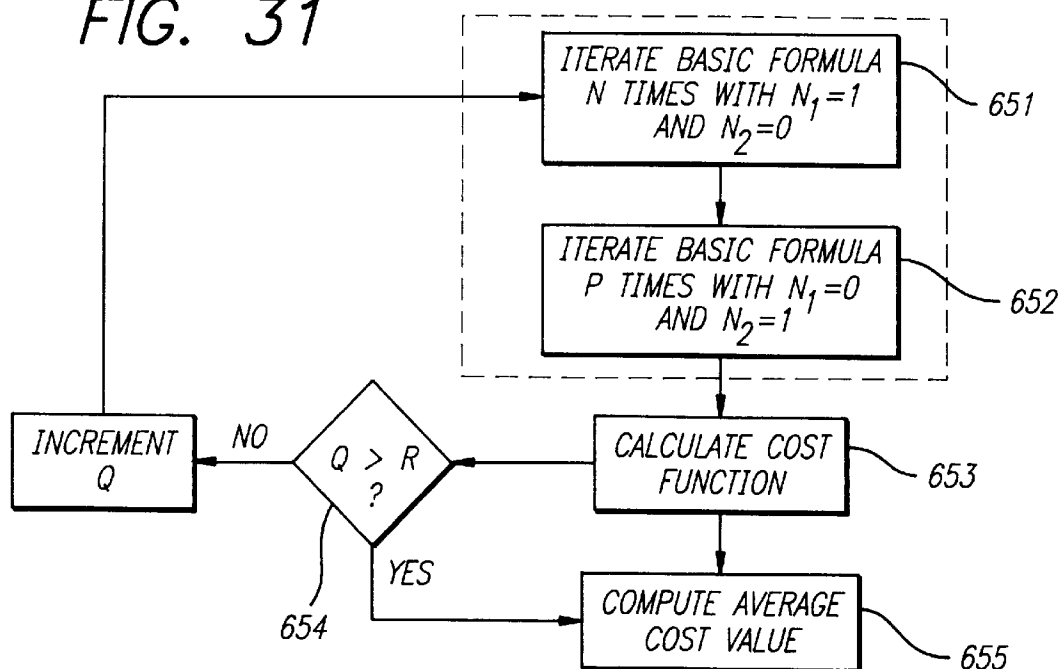 FIG. 31
ITERATE BASIC FORMULA
N TIMES WITH N₁=1
AND N₂=0
651
ITERATE BASIC FORMULA
P TIMES WITH N₁=0
AND N₂=1
652
INCREMENT
Q
NO
Q > R
?
CALCULATE COST
FUNCTION
653
YES
654
COMPUTE AVERAGE
COST VALUE
655